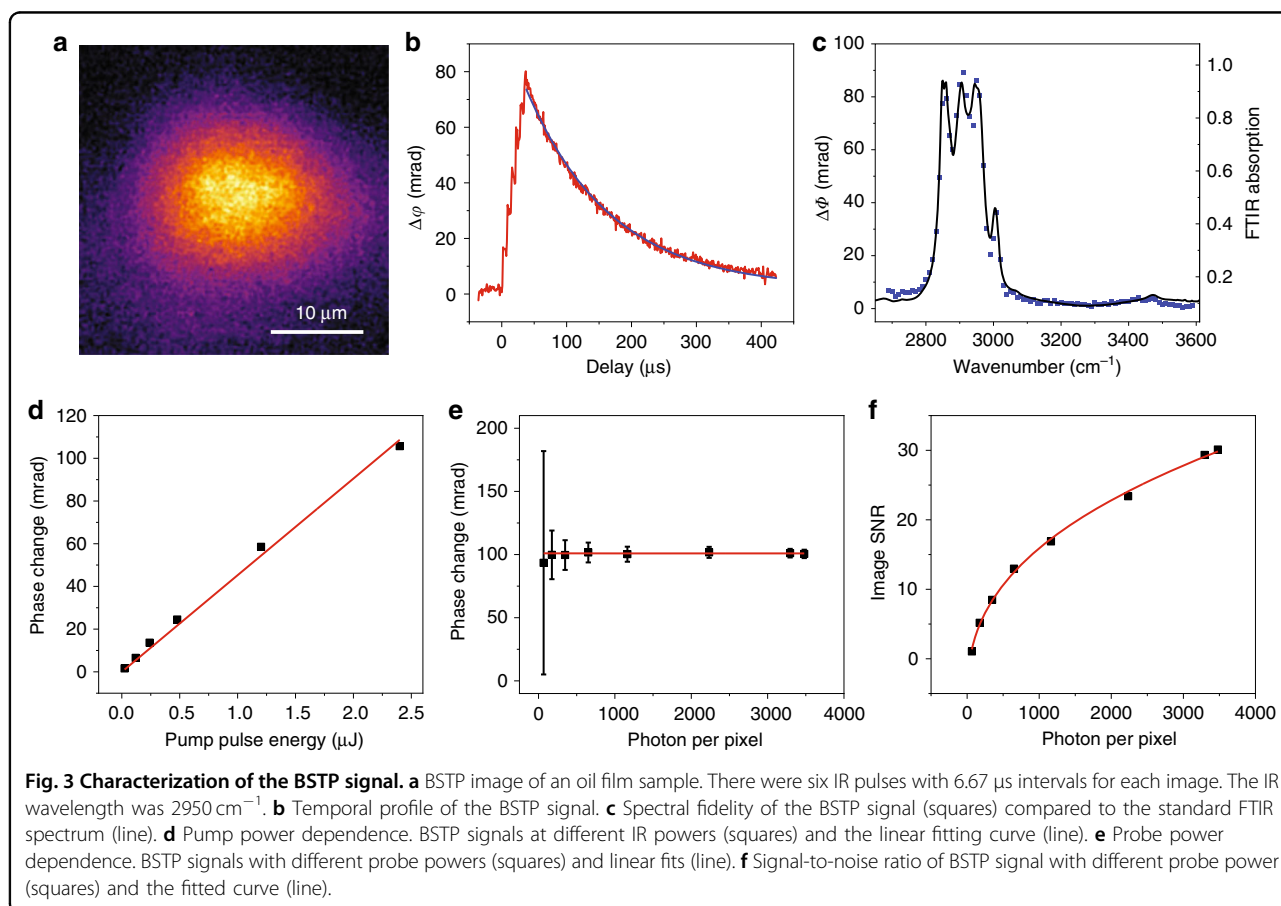 a
10 μm
b
80
60
40
20
0
Δφ (mrad)
0 100 200 300 400
Delay (μs)
c
100
80
60
40
20
0
ΔΦ (mrad)
1.0
0.8
0.6
0.4
0.2
FTIR absorption
2800 3000 3200 3400 3600
Wavenumber (cm⁻¹)
d
120
100
80
60
40
20
0
Phase change (mrad)
0.0 0.5 1.0 1.5 2.0 2.5
Pump pulse energy (μJ)
e
200
150
100
50
0
Phase change (mrad)
0 1000 2000 3000 4000
Photon per pixel
f
30
20
10
0
Image SNR
0 1000 2000 3000 4000
Photon per pixel
Fig. 3 Characterization of the BSTP signal. a BSTP image of an oil film sample. There were six IR pulses with 6.67 μs intervals for each image. The IR
wavelength was 2950 cm⁻¹. b Temporal profile of the BSTP signal. c Spectral fidelity of the BSTP signal (squares) compared to the standard FTIR
spectrum (line). d Pump power dependence. BSTP signals at different IR powers (squares) and the linear fitting curve (line). e Probe power
dependence. BSTP signals with different probe powers (squares) and linear fits (line). f Signal-to-noise ratio of BSTP signal with different probe power
(squares) and the fitted curve (line).